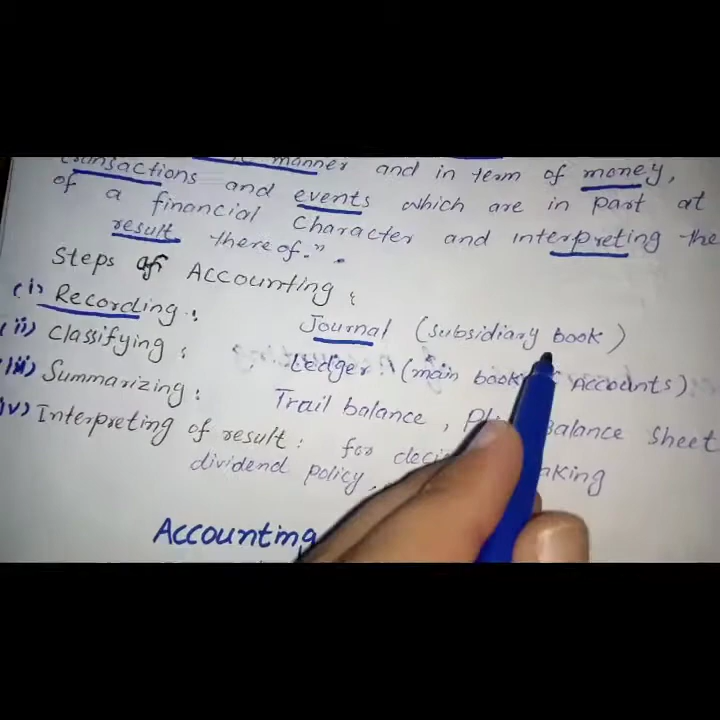 transactions manner and in term of money,
and events which are in part at
of a financial character and interpreting the
result thereof."
Steps of Accounting :
(i) Recording : Journal (subsidiary book)
(ii) Classifying : Ledger (main book Accounts)
(iii) Summarizing : Trail balance, Balance sheet
(iv) Interpreting of result : for
dividend policy,
Accounting